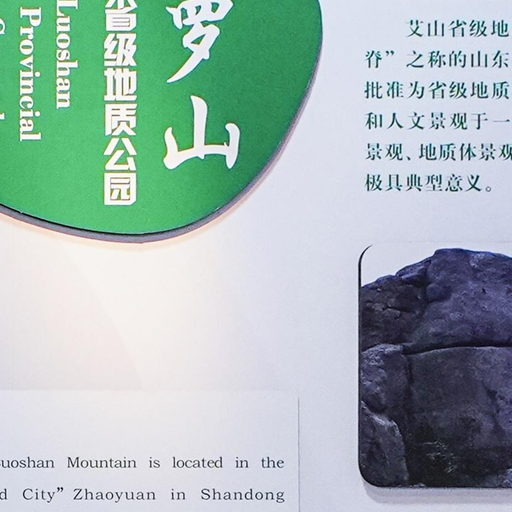 罗山
省级地质公园
Luoshan
Provincial
艾山省级地
脊”之称的山东
批准为省级地质
和人文景观于一
景观、地质体景观
极具典型意义。
uoshan Mountain is located in the
d City” Zhaoyuan in Shandong